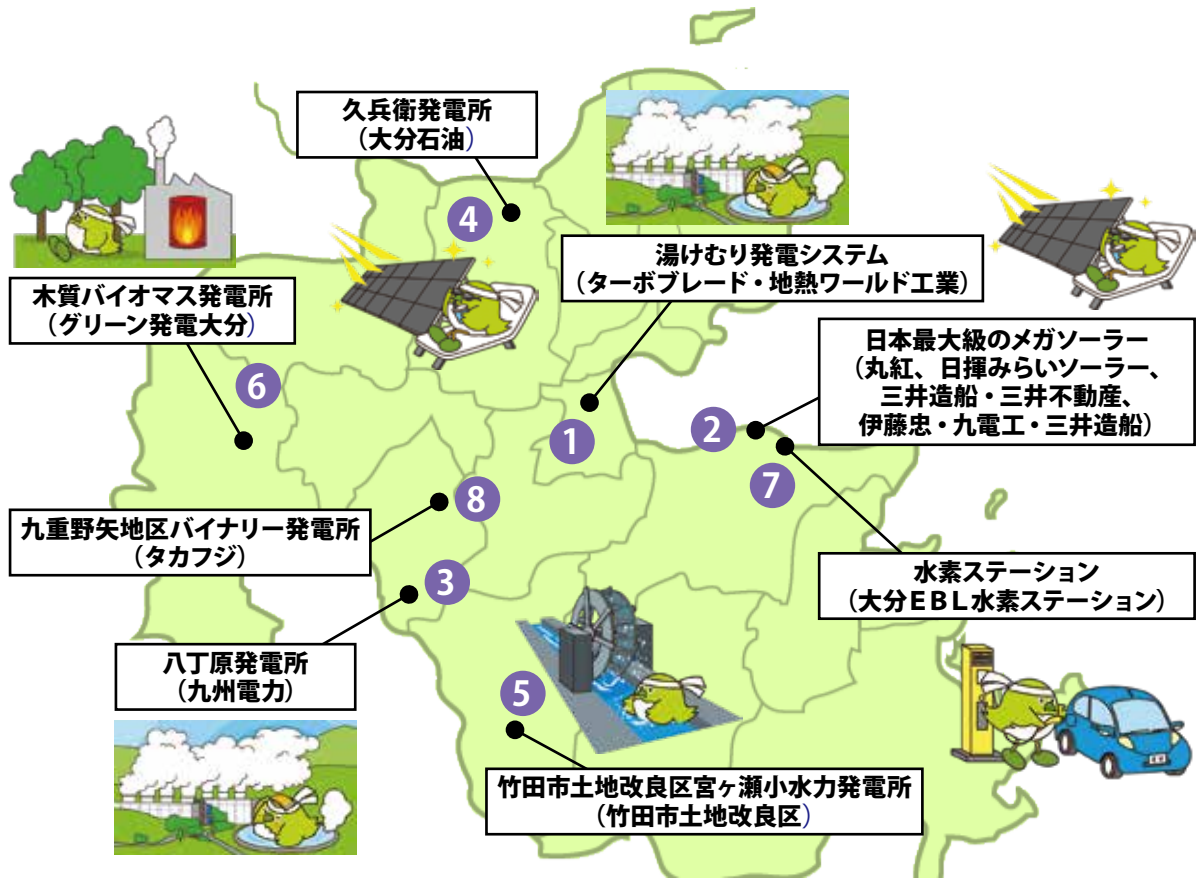 久兵衛発電所
(大分石油)
4
湯けむり発電システム
(ターボブレード・地熱ワールド工業)
木質バイオマス発電所
(グリーン発電大分)
日本最大級のメガソーラー
(丸紅、日揮みらいソーラー、
三井造船・三井不動産、
伊藤忠・九電工・三井造船)
6
1
2
7
8
九重野矢地区バイナリー発電所
(タカフジ)
3
水素ステーション
(大分EBL水素ステーション)
八丁原発電所
(九州電力)
5
竹田市土地改良区宮ヶ瀬小水力発電所
(竹田市土地改良区)